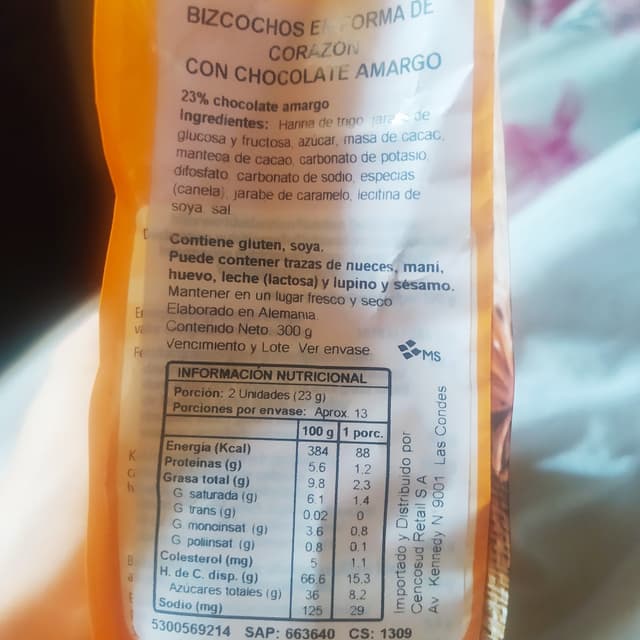 BIZCOCHOS EN FORMA DE
CORAZÓN
CON CHOCOLATE AMARGO
23% chocolate amargo
Ingredientes: Harina de trigo, jarabe de
glucosa y fructosa, azúcar, masa de cacao,
manteca de cacao, carbonato de potasio,
difosfato, carbonato de sodio, especias
(canela), jarabe de caramelo, lecitina de
soya, sal.
Contiene gluten, soya.
Puede contener trazas de nueces, maní,
huevo, leche (lactosa) y lupino y sésamo.
Mantener en un lugar fresco y seco
Elaborado en Alemania.
Contenido Neto: 300 g
Vencimiento y Lote: Ver envase.
MS
INFORMACIÓN NUTRICIONAL
Porción: 2 Unidades (23 g)
Porciones por envase: Aprox. 13
100 g 1 porc.
Energía (Kcal) 384 88
Proteínas (g) 5.6 1.2
Grasa total (g) 9.8 2.3
G. saturada (g) 6.1 1.4
G. trans (g) 0.02 0
G. monoinsat. (g) 3.6 0.8
G. poliinsat. (g) 0.8 0.1
Colesterol (mg) 5 1.1
H. de C. disp. (g) 66.6 15.3
Azúcares totales (g) 36 8.2
Sodio (mg) 125 29
Importado y Distribuido por
Cencosud Retail S.A
Av. Kennedy N° 9001 Las Condes
5300569214 SAP: 663640 CS: 1309